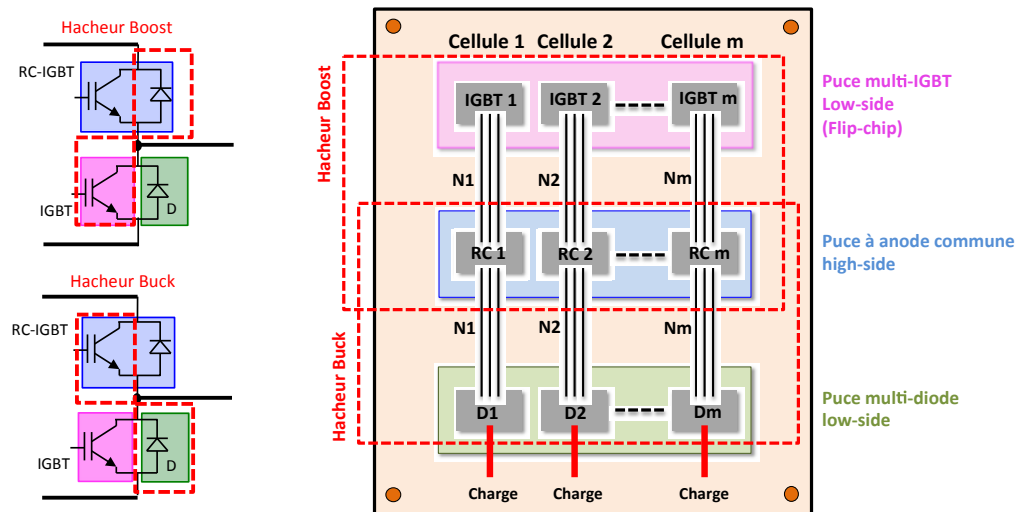 Hacheur Boost
RC-IGBT
IGBT
D
Hacheur Buck
RC-IGBT
IGBT
D
Cellule 1
Cellule 2
Cellule m
Hacheur Boost
IGBT 1
IGBT 2
IGBT m
N1
N2
Nm
RC 1
RC 2
RC m
Hacheur Buck
N1
N2
Nm
D1
D2
Dm
Charge
Charge
Charge
Puce multi-IGBT
Low-side
(Flip-chip)
Puce à anode commune
high-side
Puce multi-diode
low-side